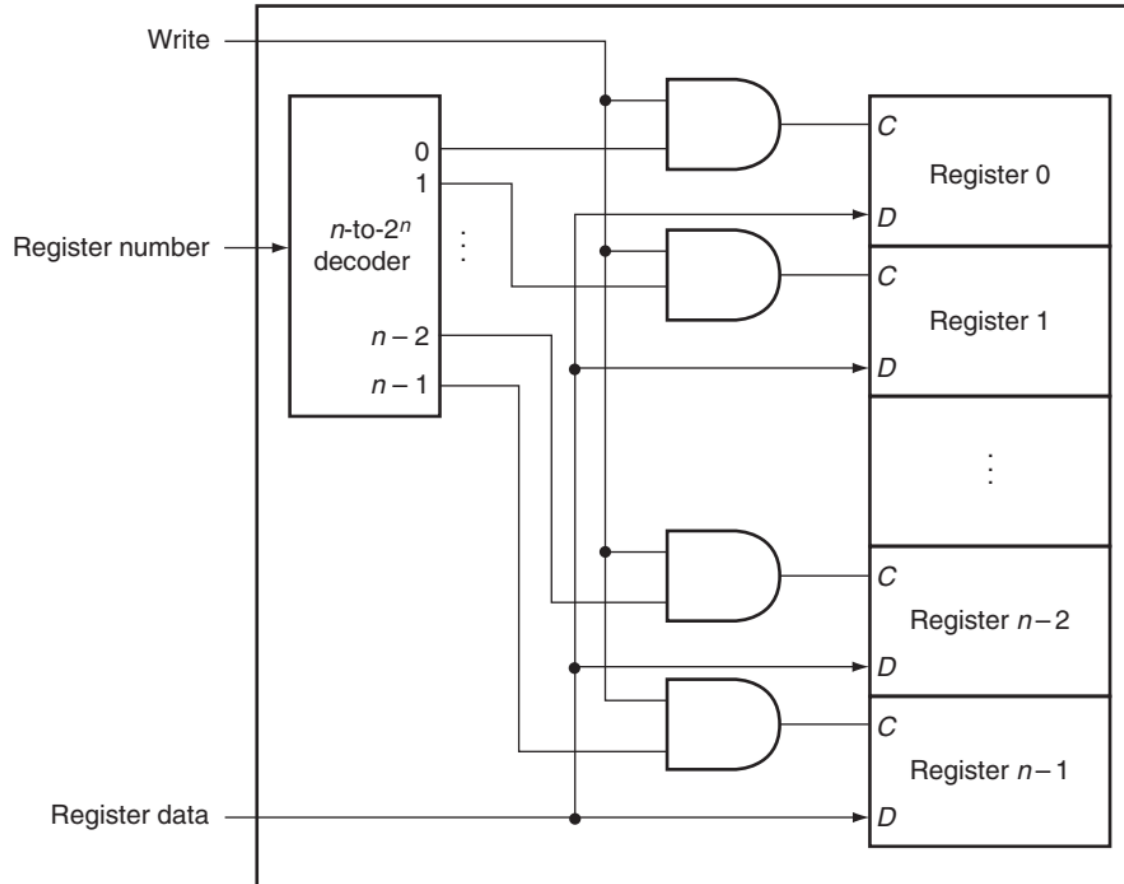 Write
C
0
Register 0
1
D
Register number
n-to-2ⁿ
⋮
decoder
C
Register 1
n – 2
D
n – 1
⋮
C
Register n – 2
D
C
Register n – 1
Register data
D